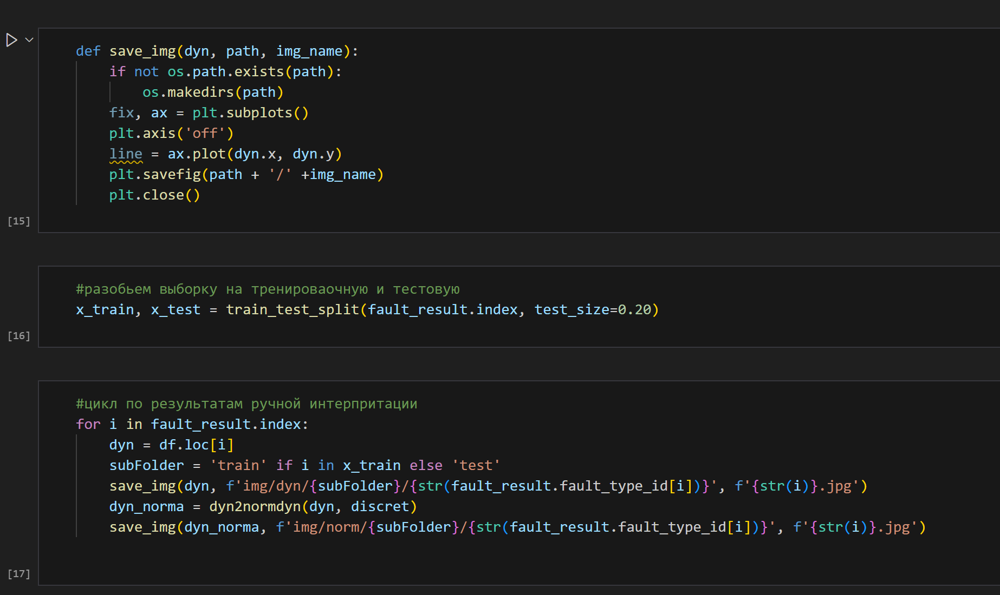 def save_img(dyn, path, img_name):
    if not os.path.exists(path):
        os.makedirs(path)
    fix, ax = plt.subplots()
    plt.axis('off')
    line = ax.plot(dyn.x, dyn.y)
    plt.savefig(path + '/' +img_name)
    plt.close()
[15]
#разобьем выборку на тренироваочную и тестовую
x_train, x_test = train_test_split(fault_result.index, test_size=0.20)
[16]
#цикл по результатам ручной интерпритации
for i in fault_result.index:
    dyn = df.loc[i]
    subFolder = 'train' if i in x_train else 'test'
    save_img(dyn, f'img/dyn/{subFolder}/{str(fault_result.fault_type_id[i])}', f'{str(i)}.jpg')
    dyn_norma = dyn2normdyn(dyn, discret)
    save_img(dyn_norma, f'img/norm/{subFolder}/{str(fault_result.fault_type_id[i])}', f'{str(i)}.jpg')
[17]